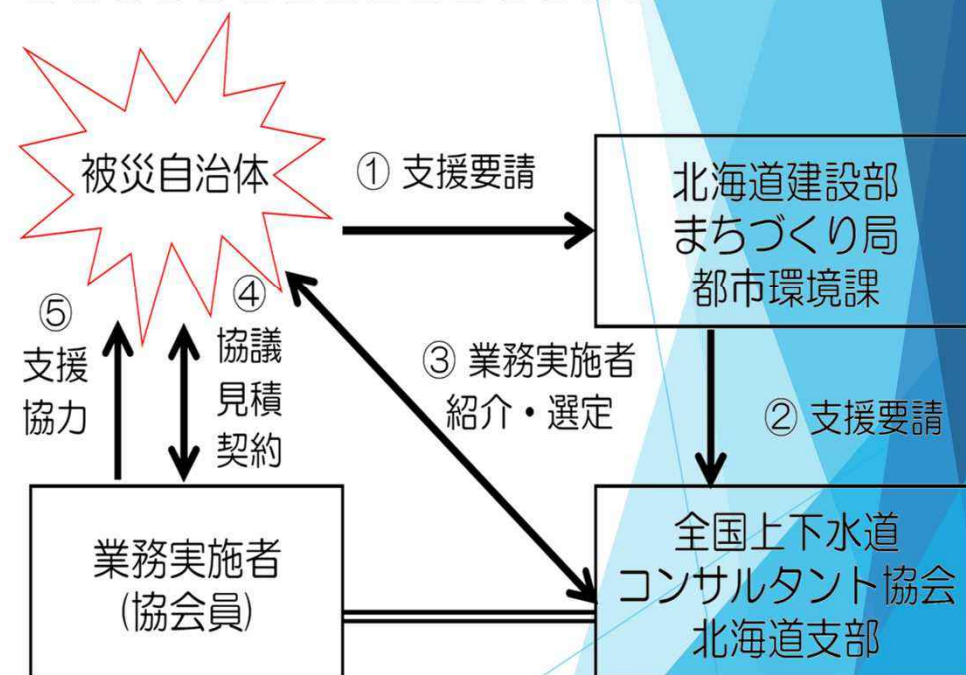 被災自治体
① 支援要請
北海道建設部
まちづくり局
都市環境課
② 支援要請
③ 業務実施者
紹介・選定
④
協議
見積
契約
⑤
支援
協力
業務実施者
(協会員)
全国上下水道
コンサルタント協会
北海道支部